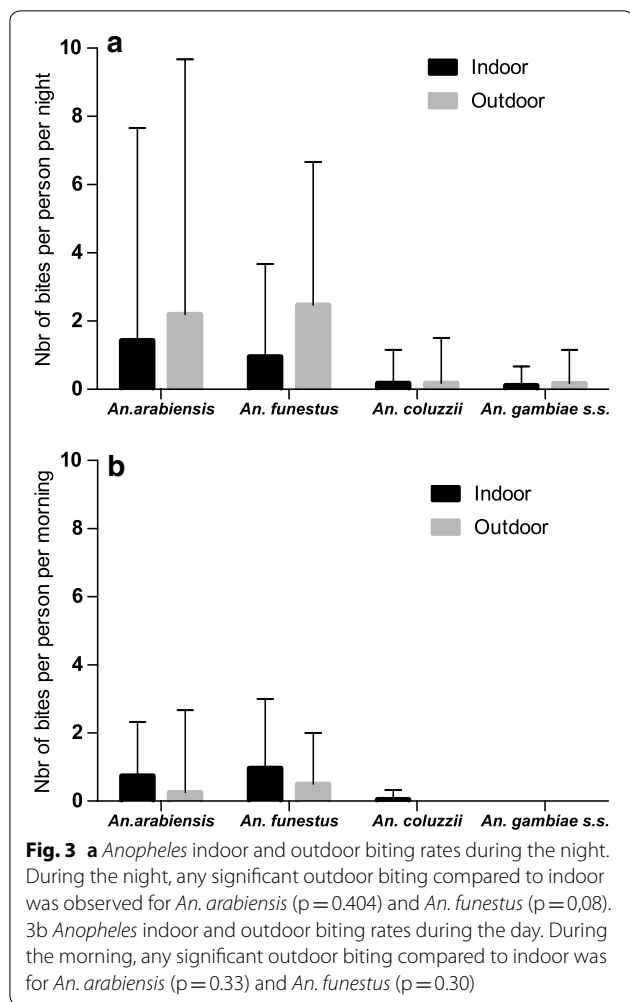 a
10
8
6
4
2
0
Nbr of bites per person per night
Indoor
Outdoor
An.arabiensis An. funestus An. coluzzii An. gambiae s.s.
b
10
8
6
4
2
0
Nbr of bites per person per morning
Indoor
Outdoor
An.arabiensis An. funestus An. coluzzii An. gambiae s.s.
Fig. 3 a Anopheles indoor and outdoor biting rates during the night.
During the night, any significant outdoor biting compared to indoor
was observed for An. arabiensis (p = 0.404) and An. funestus (p = 0,08).
3b Anopheles indoor and outdoor biting rates during the day. During
the morning, any significant outdoor biting compared to indoor was
for An. arabiensis (p = 0.33) and An. funestus (p = 0.30)